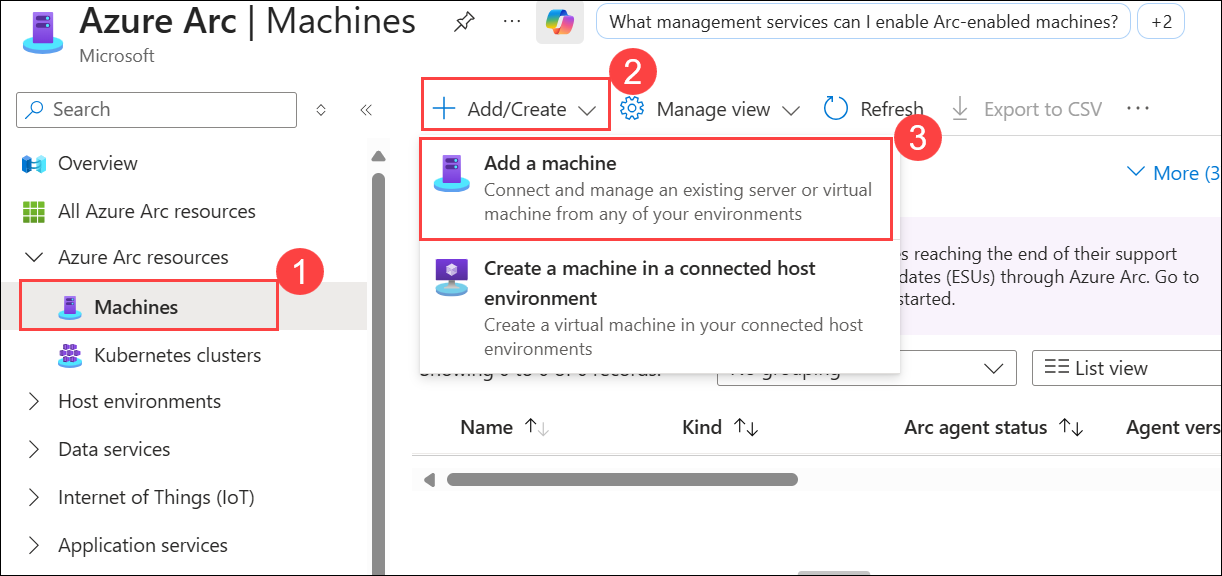 Azure Arc | Machines
...
What management services can I enable Arc-enabled machines?
+2
Microsoft
Search
Add/Create
2
Manage view
Refresh
Export to CSV
...
3
Overview
All Azure Arc resources
Azure Arc resources
1
Machines
Kubernetes clusters
Host environments
Data services
Internet of Things (IoT)
Application services
Add a machine
Connect and manage an existing server or virtual
machine from any of your environments
Create a machine in a connected host
environment
Create a virtual machine in your connected host
environments
More (3
s reaching the end of their support
dates (ESUs) through Azure Arc. Go to
started.
No grouping
List view
Name
Kind
Arc agent status
Agent vers